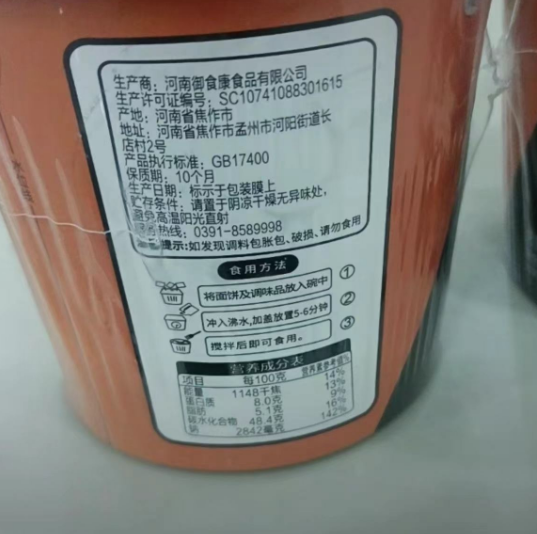 生产商：河南御食康食品有限公司
生产许可证编号：SC10741088301615
产地：河南省焦作市
地址：河南省焦作市孟州市河阳街道长
店村2号
产品执行标准：GB17400
保质期：10个月
生产日期：标示于包装膜上
贮存条件：请置于阴凉干燥无异味处，
避免高温阳光直射
热线：0391-8589998
提示：如发现调料包胀包、破损、请勿食用
食用方法
将面饼及调味品放入碗中 ①
冲入沸水，加盖放置5-6分钟 ②
搅拌后即可食用。 ③
营养成分表
项目 每100克 营养素参考值%
能量 1148千焦 14%
蛋白质 8.0克 13%
脂肪 5.1克 9%
碳水化合物 48.4克 16%
钠 2842毫克 142%